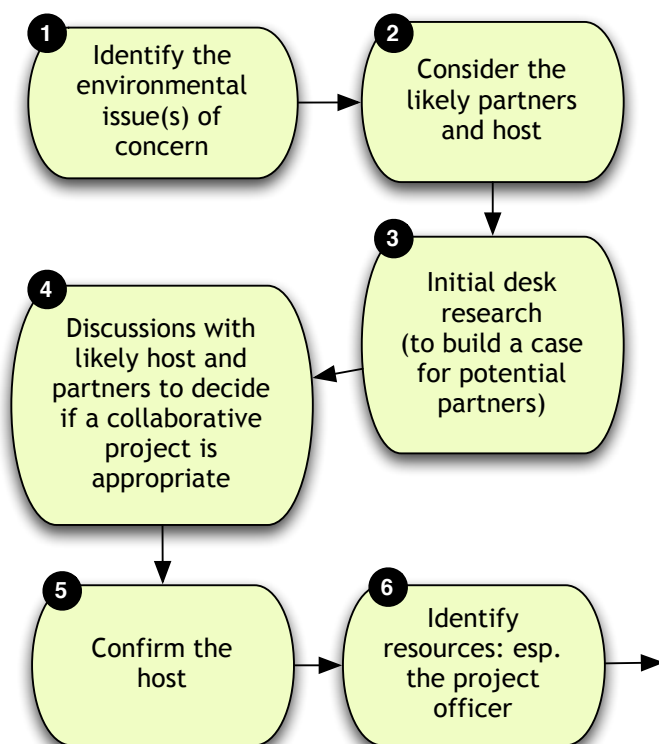 1
Identify the
environmental
issue(s) of
concern
2
Consider the
likely partners
and host
3
Initial desk
research
(to build a case
for potential
partners)
4
Discussions with
likely host and
partners to decide
if a collaborative
project is
appropriate
5
Confirm the
host
6
Identify
resources: esp.
the project
officer